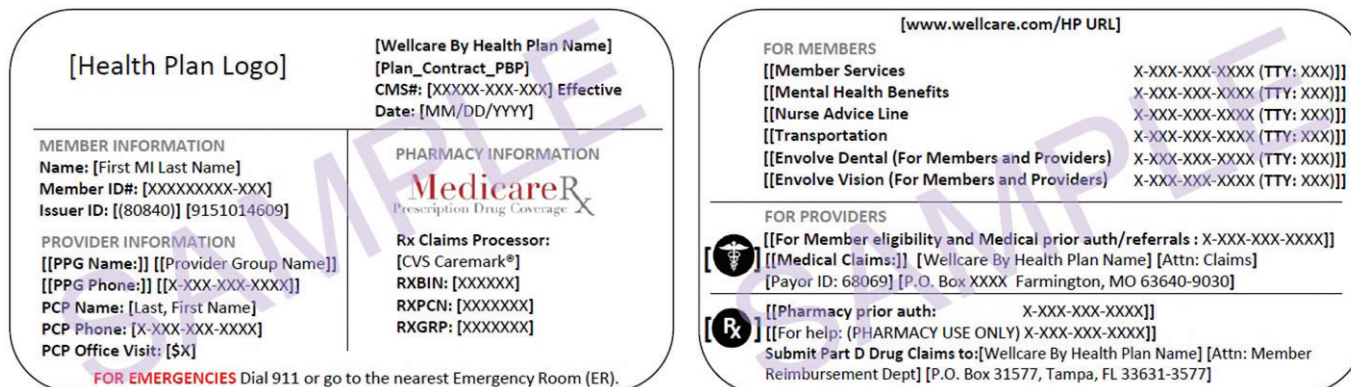 [Health Plan Logo]
[Wellcare By Health Plan Name]
[Plan_Contract_PBP]
CMS#: [XXXXX-XXX-XXX] Effective
Date: [MM/DD/YYYY]
MEMBER INFORMATION
Name: [First MI Last Name]
Member ID#: [XXXXXXXXX-XXX]
Issuer ID: [(80840)] [9151014609]
PROVIDER INFORMATION
[[PPG Name:]] [[Provider Group Name]]
[[PPG Phone:]] [[X-XXX-XXX-XXXX]]
PCP Name: [Last, First Name]
PCP Phone: [X-XXX-XXX-XXXX]
PCP Office Visit: [$X]
PHARMACY INFORMATION
MedicareRx
Prescription Drug Coverage
Rx Claims Processor:
[CVS Caremark®]
RXBIN: [XXXXXX]
RXPCN: [XXXXXXX]
RXGRP: [XXXXXXX]
FOR EMERGENCIES Dial 911 or go to the nearest Emergency Room (ER).
SAMPLE
[www.wellcare.com/HP URL]
FOR MEMBERS
[[Member Services X-XXX-XXX-XXXX (TTY: XXX)]]
[[Mental Health Benefits X-XXX-XXX-XXXX (TTY: XXX)]]
[[Nurse Advice Line X-XXX-XXX-XXXX (TTY: XXX)]]
[[Transportation X-XXX-XXX-XXXX (TTY: XXX)]]
[[Envolve Dental (For Members and Providers) X-XXX-XXX-XXXX (TTY: XXX)]]
[[Envolve Vision (For Members and Providers) X-XXX-XXX-XXXX (TTY: XXX)]]
FOR PROVIDERS
[[For Member eligibility and Medical prior auth/referrals : X-XXX-XXX-XXXX]]
[[Medical Claims:]] [Wellcare By Health Plan Name] [Attn: Claims]
[Payor ID: 68069] [P.O. Box XXXX Farmington, MO 63640-9030]
[Rx]
[[Pharmacy prior auth: X-XXX-XXX-XXXX]]
[[For help: (PHARMACY USE ONLY) X-XXX-XXX-XXXX]]
Submit Part D Drug Claims to:[Wellcare By Health Plan Name] [Attn: Member
Reimbursement Dept] [P.O. Box 31577, Tampa, FL 33631-3577]
SAMPLE